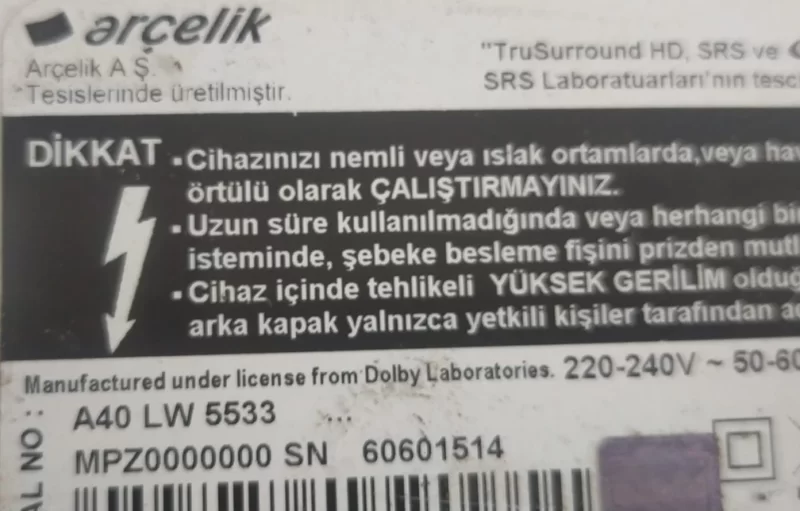 arçelik
Arçelik A Ş.
Tesislerinde üretilmiştir.
"TruSurround HD, SRS ve
SRS Laboratuarları'nın
DİKKAT
▪ Cihazınızı nemli veya ıslak ortamlarda,veya
örtülü olarak ÇALIŞTIRMAYINIZ.
▪ Uzun süre kullanılmadığında veya herhangi
isteminde, şebeke besleme fişini prizden
▪ Cihaz içinde tehlikeli YÜKSEK GERİLİM
arka kapak yalnızca yetkili kişiler tarafından
Manufactured under license from Dolby Laboratories. 220-240V ~ 50-60
A40 LW 5533
MPZ0000000 SN 60601514
NO :